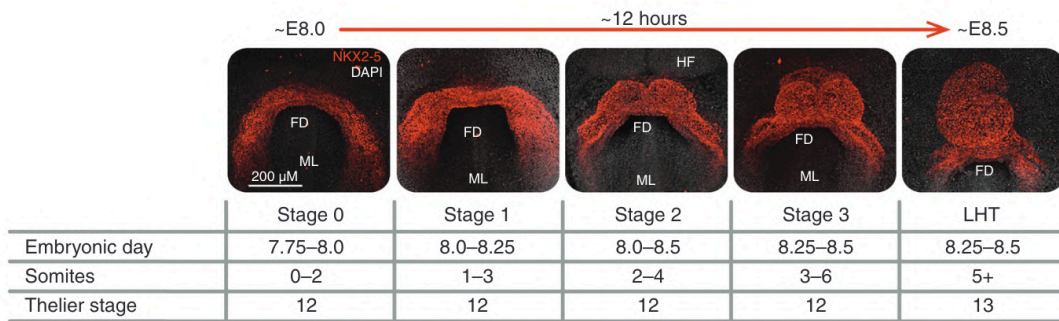 ~E8.0 ~12 hours ~E8.5
NKX2-5
DAPI
HF
FD FD FD FD FD
ML ML ML ML
200 µM
Stage 0 Stage 1 Stage 2 Stage 3 LHT
Embryonic day 7.75–8.0 8.0–8.25 8.0–8.5 8.25–8.5 8.25–8.5
Somites 0–2 1–3 2–4 3–6 5+
Thelier stage 12 12 12 12 13